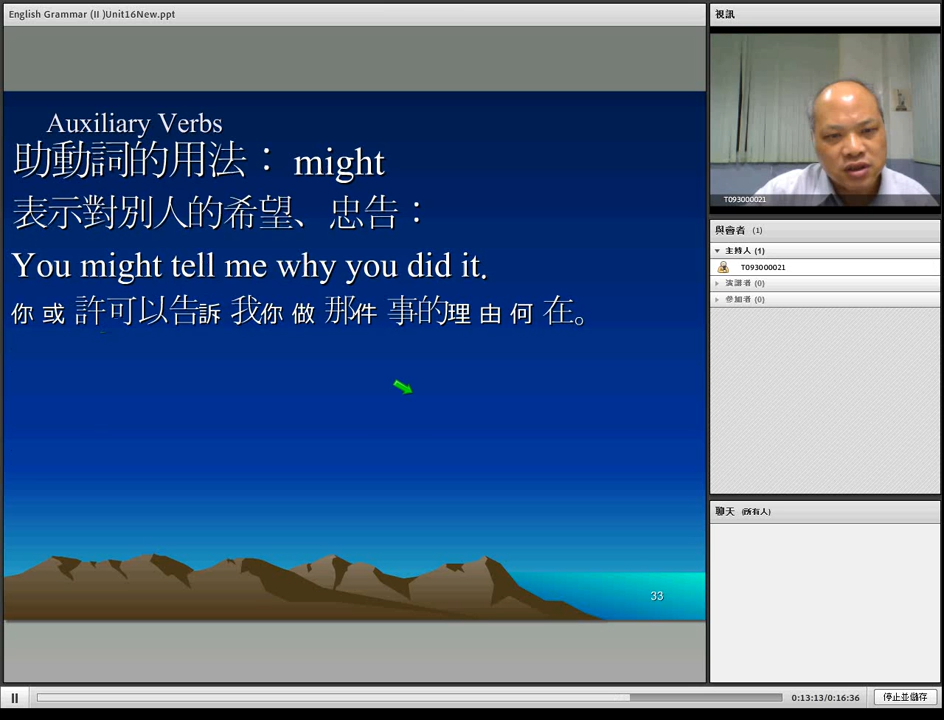 English Grammar (II )Unit16New.ppt
Auxiliary Verbs
助動詞的用法： might
表示對別人的希望、忠告：
You might tell me why you did it.
你或許可以告訴我你做那件事的理由何在。
33
視訊
T093000021
與會者 (1)
主持人 (1)
T093000021
演講者 (0)
參加者 (0)
聊天 (所有人)
0:13:13/0:16:36
停止並儲存